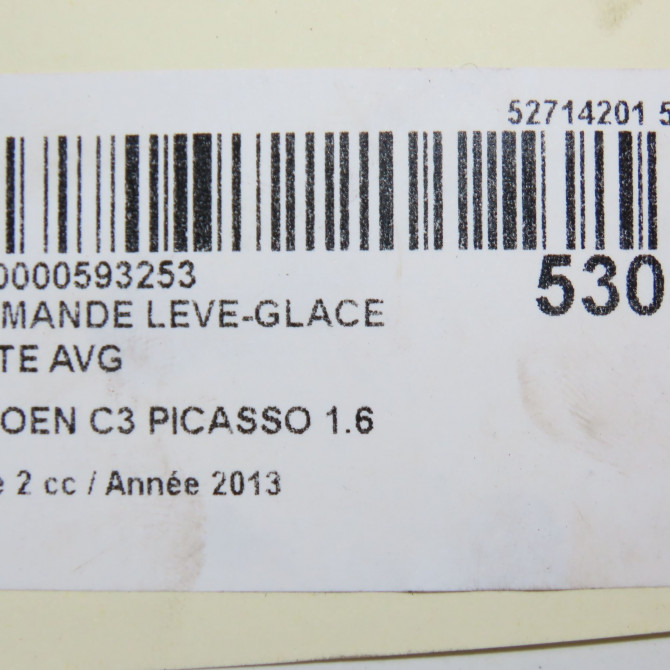 52714201 5
0000593253
530
MANDE LEVE-GLACE
TE AVG
OEN C3 PICASSO 1.6
e 2 cc / Année 2013